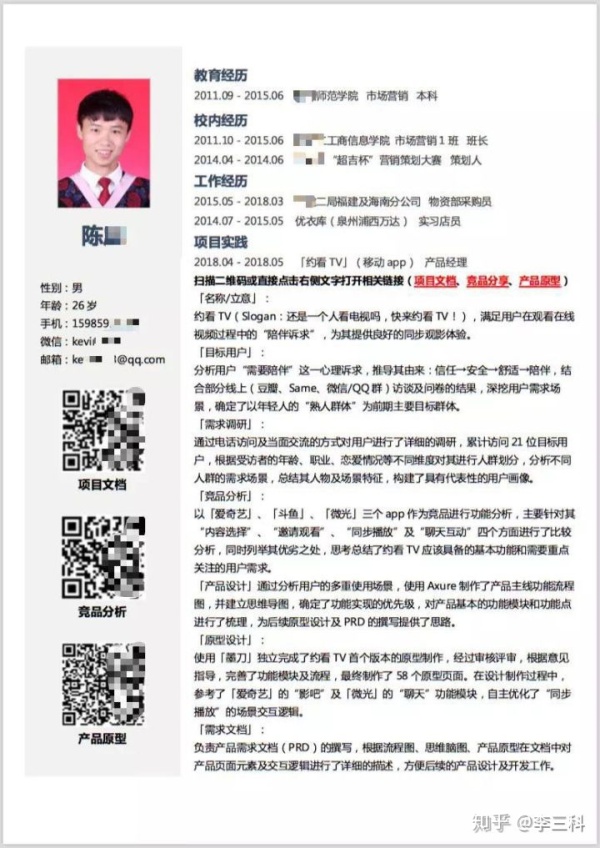 陈
性别：男
年龄：26 岁
手机：159859
微信：kevi
邮箱：ke
l@qq.com
项目文档
竞品分析
产品原型
教育经历
2011.09 - 2015.06 师范学院 市场营销 本科
校内经历
2011.10 - 2015.06 工商信息学院 市场营销 1 班 班长
2014.04 - 2014.06 “超吉杯”营销策划大赛 策划人
工作经历
2015.05 - 2018.03 二局福建及海南分公司 物资部采购员
2014.07 - 2015.05 优衣库（泉州浦西万达） 实习店员
项目实践
2018.04 - 2018.05 「约看 TV」（移动 app） 产品经理
扫描二维码或直接点击右侧文字打开相关链接（项目文档、竞品分享、产品原型）
「名称/立意」：
约看 TV（Slogan：还是一个人看电视吗，快来约看 TV！），满足用户在观看在线
视频过程中的“陪伴诉求”，为其提供良好的同步观影体验。
「目标用户」：
分析用户“需要陪伴”这一心理诉求，推导其由来：信任→安全→舒适→陪伴，结
合部分线上（豆瓣、Same、微信/QQ 群）访谈及问卷的结果，深挖用户需求场
景，确定了以年轻人的“熟人群体”为前期主要目标群体。
「需求调研」：
通过电话访问及当面交流的方式对用户进行了详细的调研，累计访问 21 位目标用
户，根据受访者的年龄、职业、恋爱情况等不同维度对其进行人群划分，分析不同
人群的需求场景，总结其人物及场景特征，构建了具有代表性的用户画像。
「竞品分析」：
以「爱奇艺」、「斗鱼」、「微光」三个 app 作为竞品进行功能分析，主要针对其
“内容选择”、“邀请观看”、“同步播放”及“聊天互动”四个方面进行了比较
分析，同时列举其优劣之处，思考总结了约看 TV 应该具备的基本功能和需要重点
关注的用户需求。
「产品设计」通过分析用户的多重使用场景，使用 Axure 制作了产品主线功能流程
图，并建立思维导图，确定了功能实现的优先级，对产品基本的功能模块和功能点
进行了梳理，为后续原型设计及 PRD 的撰写提供了思路。
「原型设计」：
使用「墨刀」独立完成了约看 TV 首个版本的原型制作，经过审核评审，根据意见
指导，完善了功能模块及流程，最终制作了 58 个原型页面。在设计制作过程中，
参考了「爱奇艺」的“影吧”及「微光」的“聊天”功能模块，自主优化了“同步
播放”的场景交互逻辑。
「需求文档」：
负责产品需求文档（PRD）的撰写，根据流程图、思维脑图、产品原型在文档中对
产品页面元素及交互逻辑进行了详细的描述，方便后续的产品设计及开发工作。
知乎 @李三科